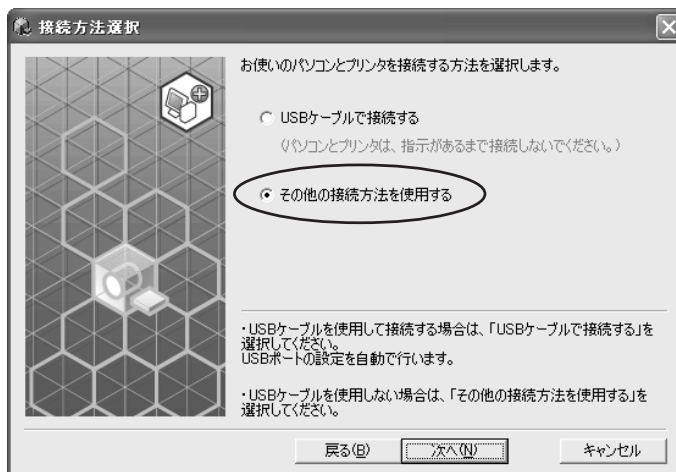 接続方法選択
お使いのパソコンとプリンタを接続する方法を選択します。
USBケーブルで接続する
(パソコンとプリンタは、指示があるまで接続しないでください。)
その他の接続方法を使用する
・USBケーブルを使用して接続する場合は、「USBケーブルで接続する」を
選択してください。
USBポートの設定を自動で行います。
・USBケーブルを使用しない場合は、「その他の接続方法を使用する」を
選択してください。
戻る(B) 次へ(N) キャンセル